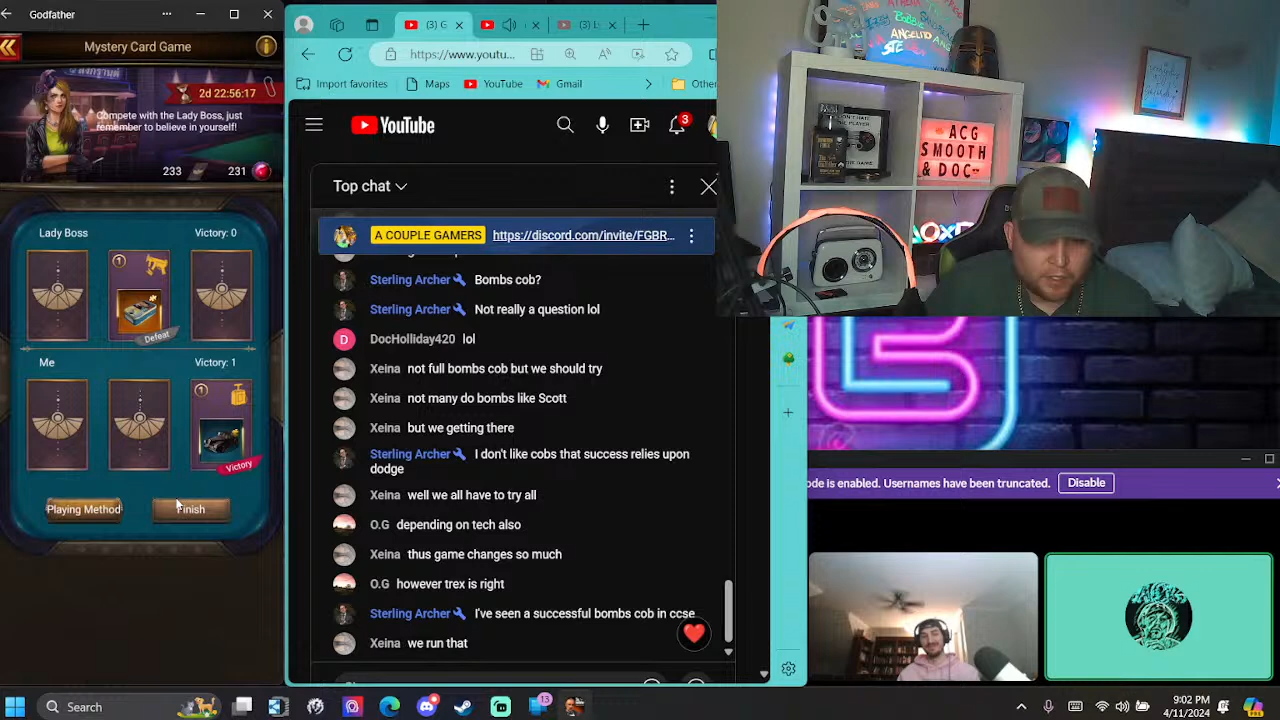 Godfather
Mystery Card Game
2d 22:56:17
Compete with the Lady Boss, just
remember to believe in yourself!
233
231
Lady Boss
Victory: 0
1
Defeat
Me
Victory: 1
1
Victory
Playing Method
Finish
(3) G
(3) L
https://www.youtu...
Import favorites
Maps
YouTube
Gmail
Other
YouTube
3
Top chat
A COUPLE GAMERS https://discord.com/invite/FGBR...
Sterling Archer Bombs cob?
Sterling Archer Not really a question lol
D DocHolliday420 lol
Xeina not full bombs cob but we should try
Xeina not many do bombs like Scott
Xeina but we getting there
Sterling Archer I don't like cobs that success relies upon
dodge
Xeina well we all have to try all
O.G depending on tech also
Xeina thus game changes so much
O.G however trex is right
Sterling Archer I've seen a successful bombs cob in ccse
Xeina we run that
ACG
SMOOTH
& DOC
ANGELITO
ode is enabled. Usernames have been truncated.
Disable
Search
13
9:02 PM
4/11/2024